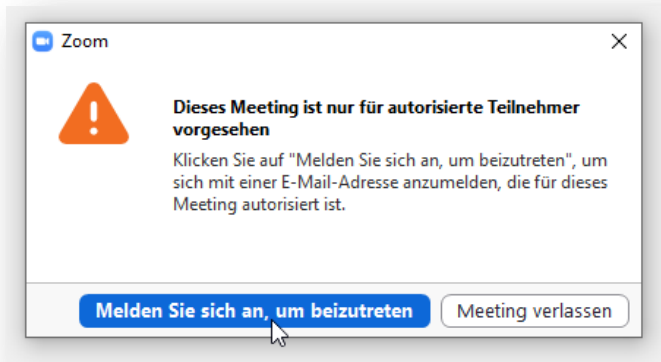 Zoom
Dieses Meeting ist nur für autorisierte Teilnehmer
vorgesehen
Klicken Sie auf "Melden Sie sich an, um beizutreten", um
sich mit einer E-Mail-Adresse anzumelden, die für dieses
Meeting autorisiert ist.
Melden Sie sich an, um beizutreten
Meeting verlassen